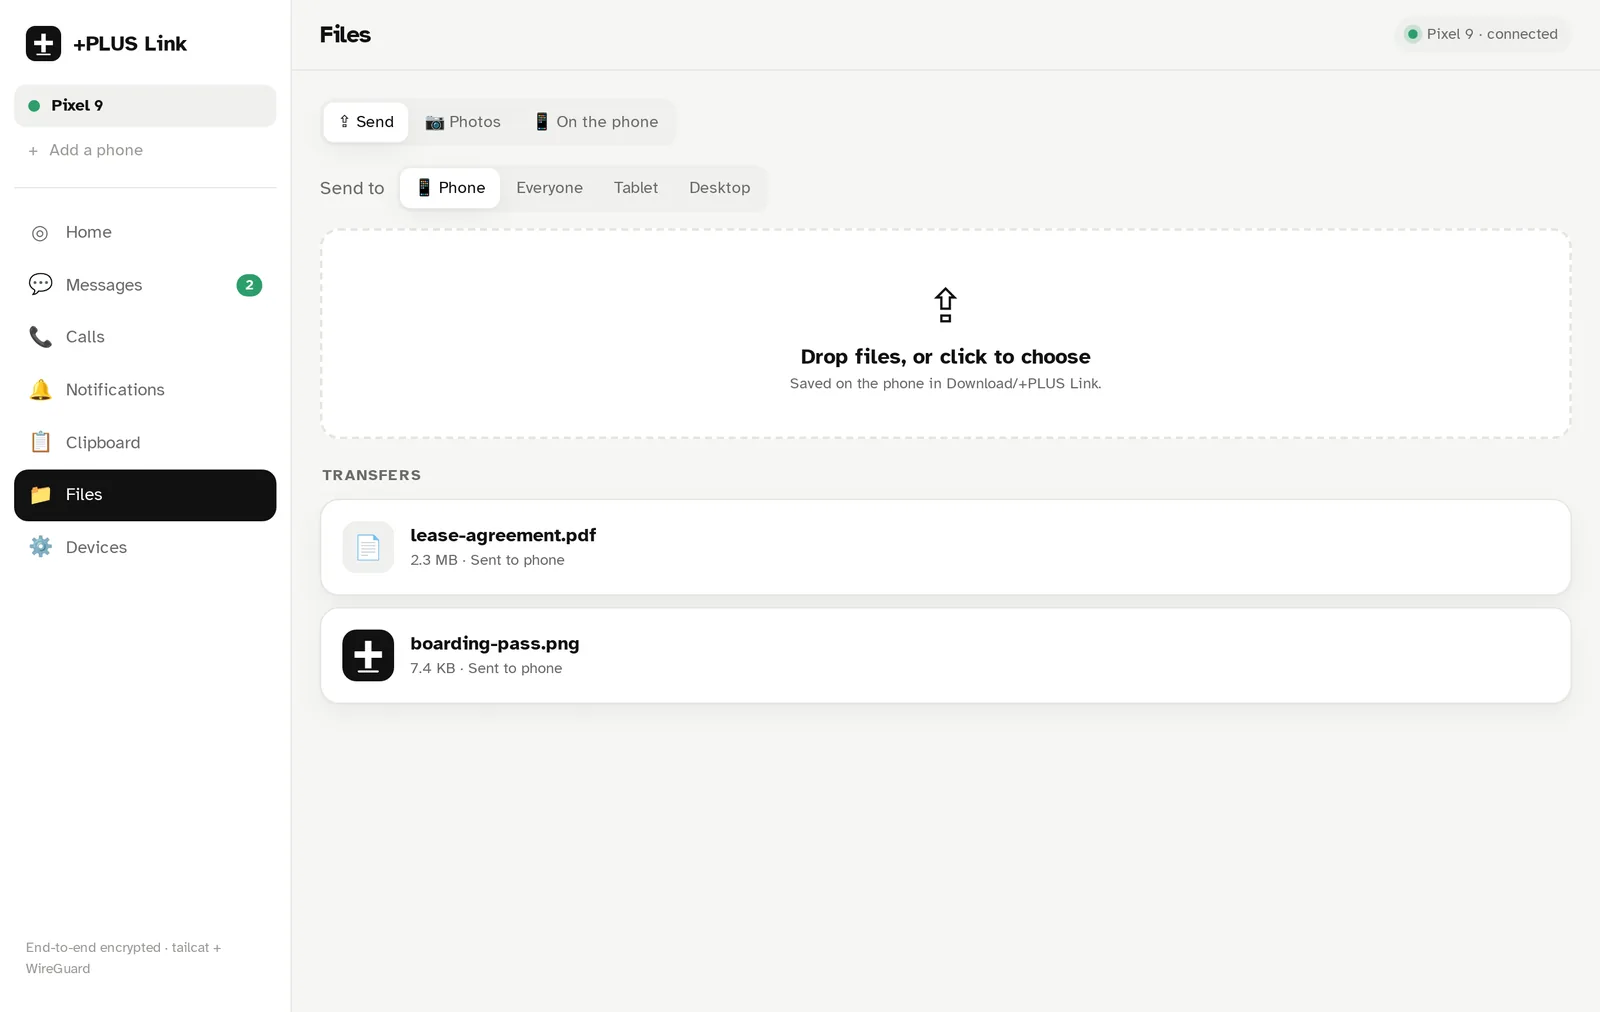 +PLUS Link
Pixel 9
+ Add a phone
Home
Messages 2
Calls
Notifications
Clipboard
Files
Devices
End-to-end encrypted · tailcat +
WireGuard
Files
Pixel 9 · connected
Send Photos On the phone
Send to Phone Everyone Tablet Desktop
Drop files, or click to choose
Saved on the phone in Download/+PLUS Link.
TRANSFERS
lease-agreement.pdf
2.3 MB · Sent to phone
boarding-pass.png
7.4 KB · Sent to phone